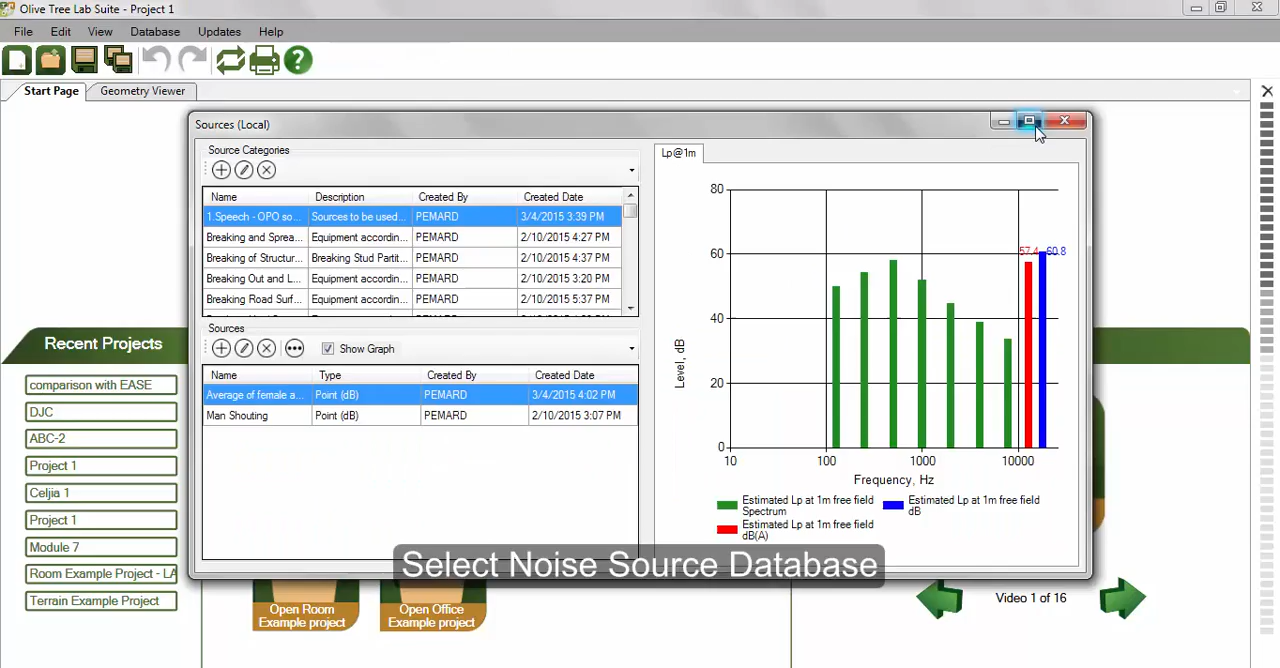 Olive Tree Lab Suite - Project 1
File Edit View Database Updates Help
Start Page Geometry Viewer
Sources (Local)
Source Categories
Name Description Created By Created Date
1.Speech - OPO so... Sources to be used... PEMARD 3/4/2015 3:39 PM
Breaking and Sprea... Equipment accordin... PEMARD 2/10/2015 4:27 PM
Breaking of Structur... Breaking Stud Partit... PEMARD 2/10/2015 4:37 PM
Breaking Out and L... Equipment accordin... PEMARD 2/10/2015 3:20 PM
Breaking Road Surf... Equipment accordin... PEMARD 2/10/2015 5:37 PM
Sources
Show Graph
Name Type Created By Created Date
Average of female a... Point (dB) PEMARD 3/4/2015 4:02 PM
Man Shouting Point (dB) PEMARD 2/10/2015 3:07 PM
Lp@1m
80
60
40
20
0
57.4 60.8
Level, dB
10 100 1000 10000
Frequency, Hz
Estimated Lp at 1m free field
Spectrum
Estimated Lp at 1m free field
dB
Estimated Lp at 1m free field
dB(A)
Recent Projects
comparison with EASE
DJC
ABC-2
Project 1
Celjia 1
Project 1
Module 7
Room Example Project - LA
Terrain Example Project
Select Noise Source Database
Open Room
Example project
Open Office
Example project
Video 1 of 16